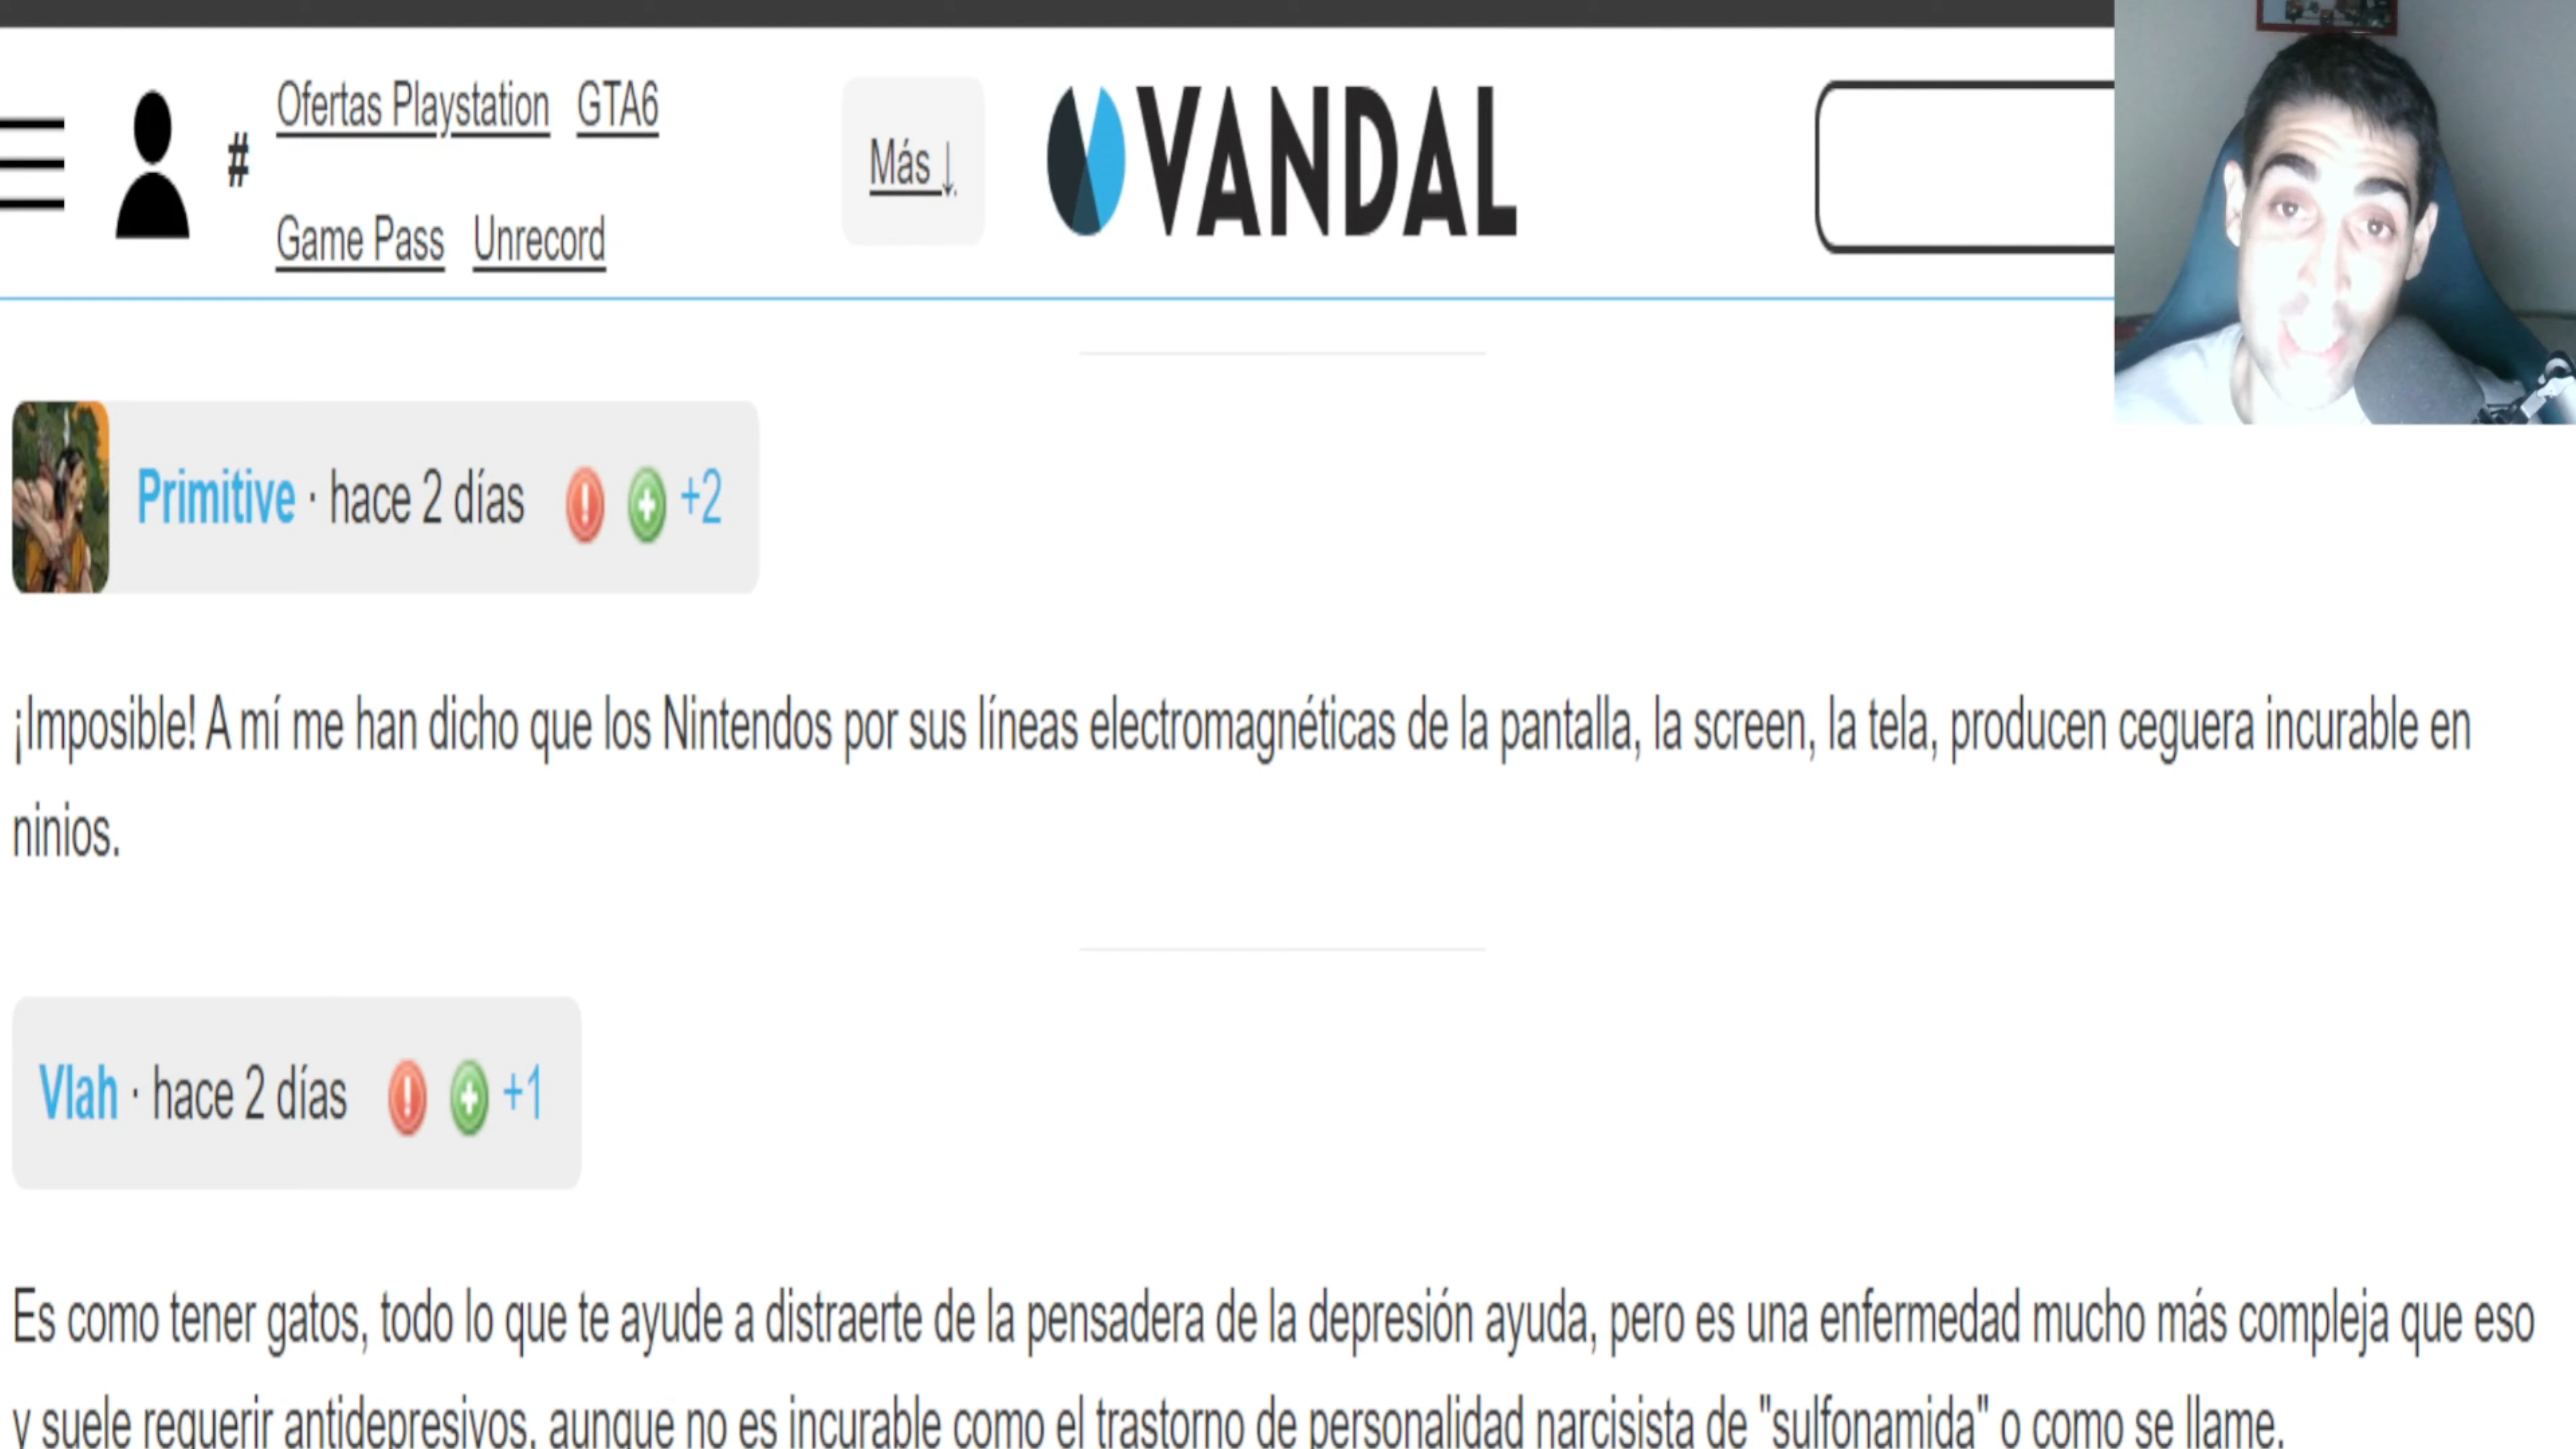 Ofertas Playstation GTA6
#
Game Pass Unrecord
Más ↓
VANDAL
Primitive · hace 2 días +2
¡Imposible! A mí me han dicho que los Nintendos por sus líneas electromagnéticas de la pantalla, la screen, la tela, producen ceguera incurable en
ninios.
Vlah · hace 2 días +1
Es como tener gatos, todo lo que te ayude a distraerte de la pensadera de la depresión ayuda, pero es una enfermedad mucho más compleja que eso
y suele requerir antidepresivos, aunque no es incurable como el trastorno de personalidad narcisista de "sulfonamida" o como se llame.